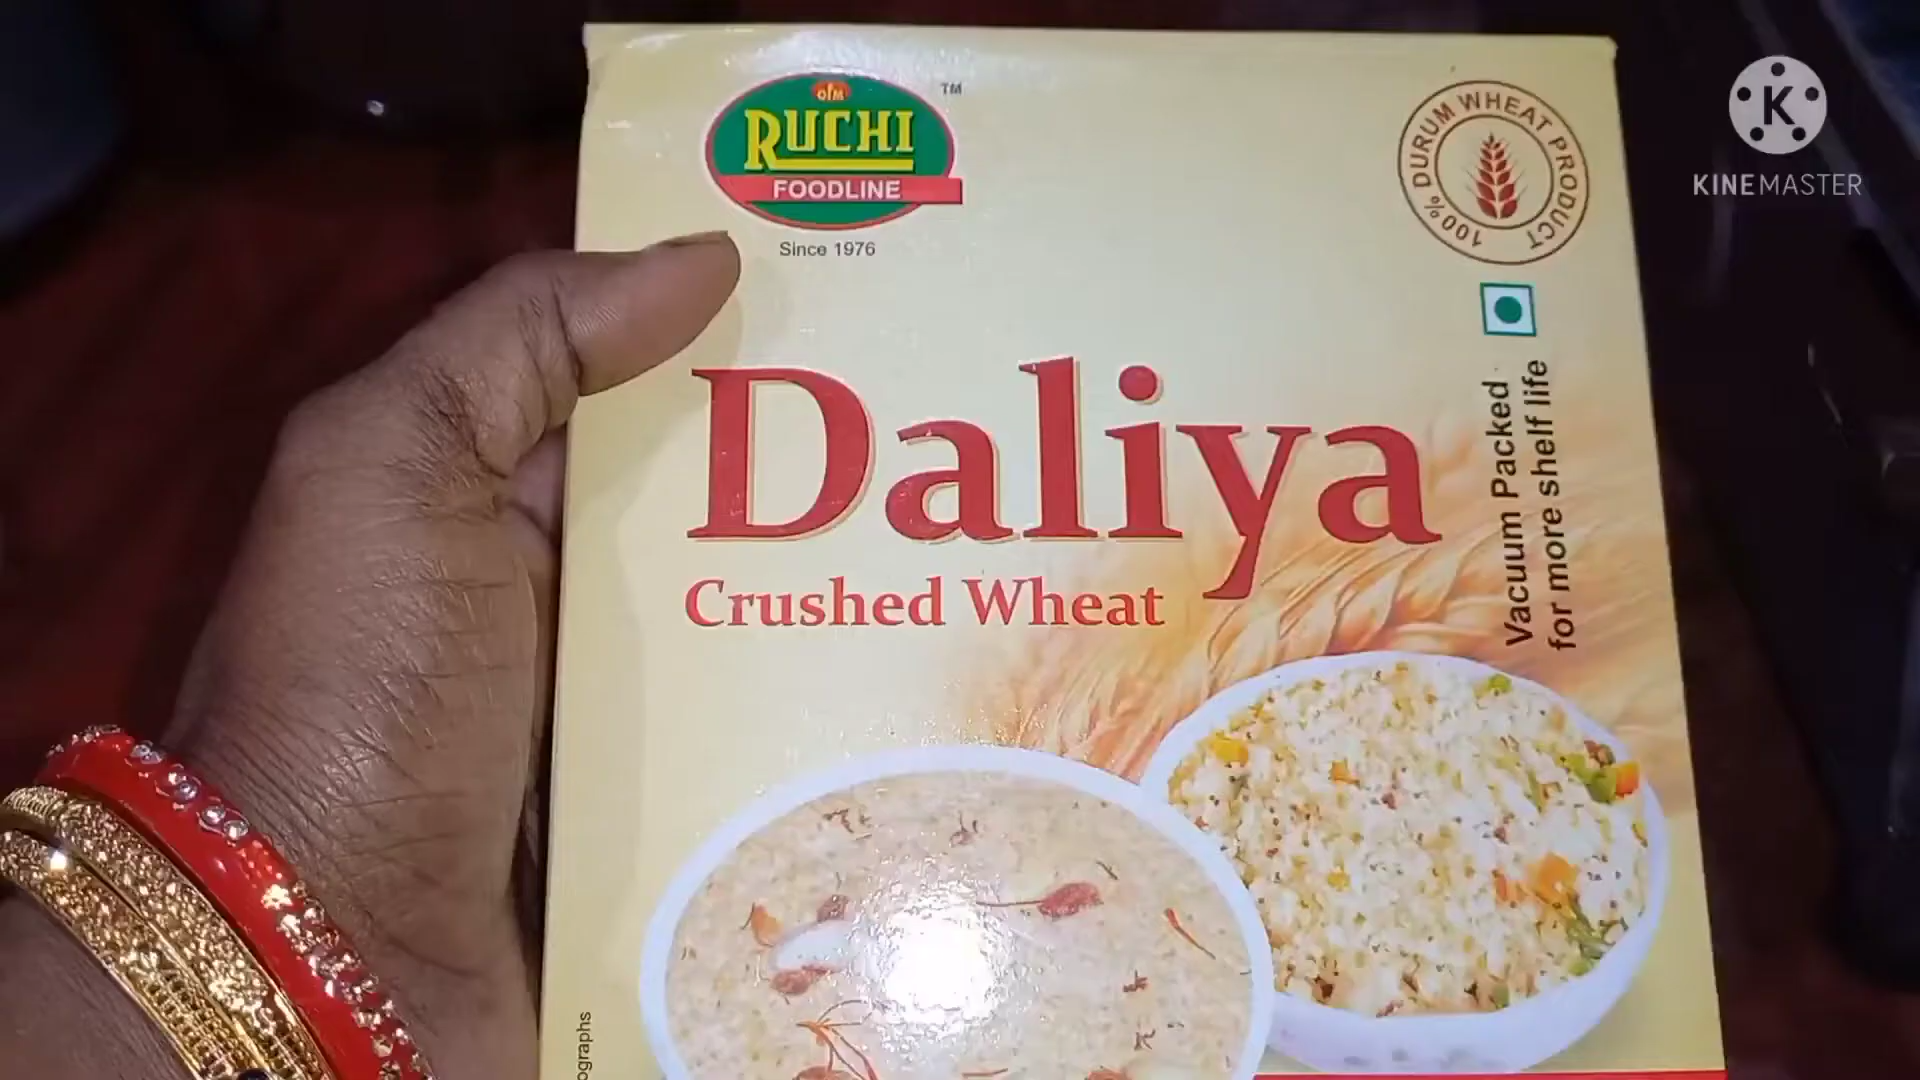 OFM
RUCHI
FOODLINE
TM
Since 1976
100% DURUM WHEAT PRODUCT
K
KINEMASTER
Daliya
Crushed Wheat
Vacuum Packed
for more shelf life